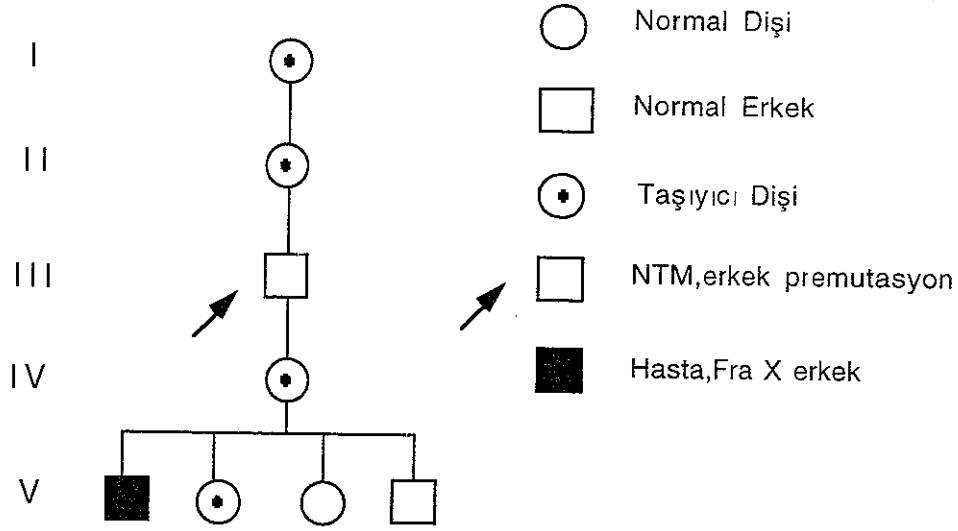 I
II
III
IV
V
Normal Dişi
Normal Erkek
Taşıyıcı Dişi
NTM,erkek premutasyon
Hasta,Fra X erkek